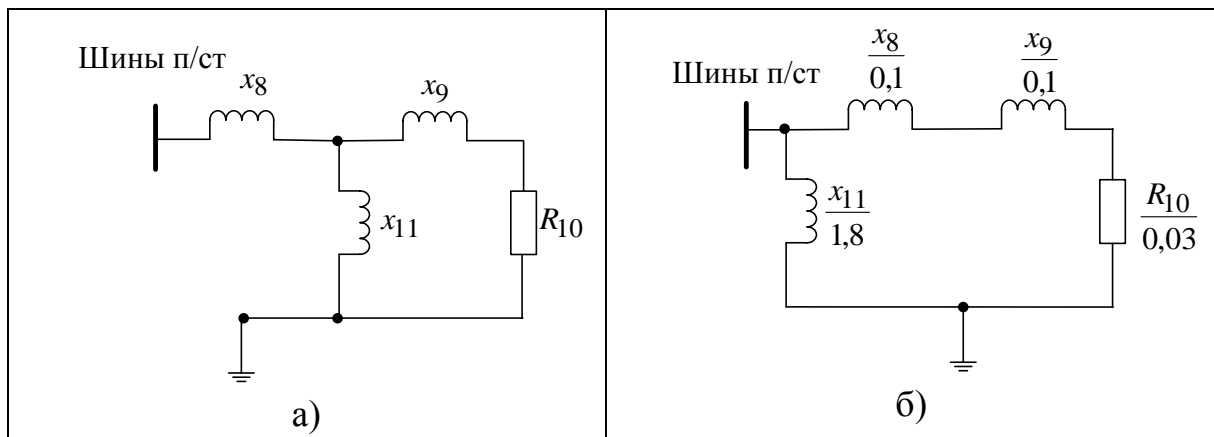 Шины п/ст
x8
x9
x11
R10
а)
Шины п/ст
x8
0,1
x9
0,1
x11
1,8
R10
0,03
б)